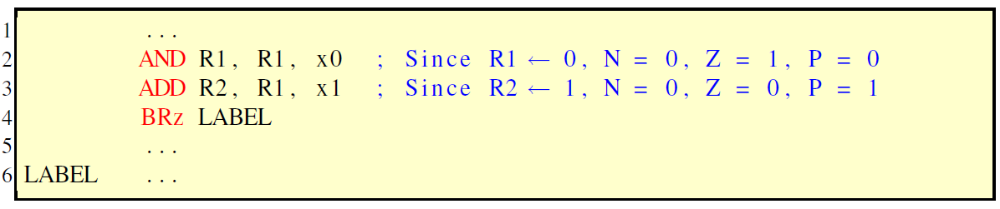 1 ...
2 AND R1, R1, x0 ; Since R1 ← 0, N = 0, Z = 1, P = 0
3 ADD R2, R1, x1 ; Since R2 ← 1, N = 0, Z = 0, P = 1
4 BRz LABEL
5 ...
6 LABEL ...